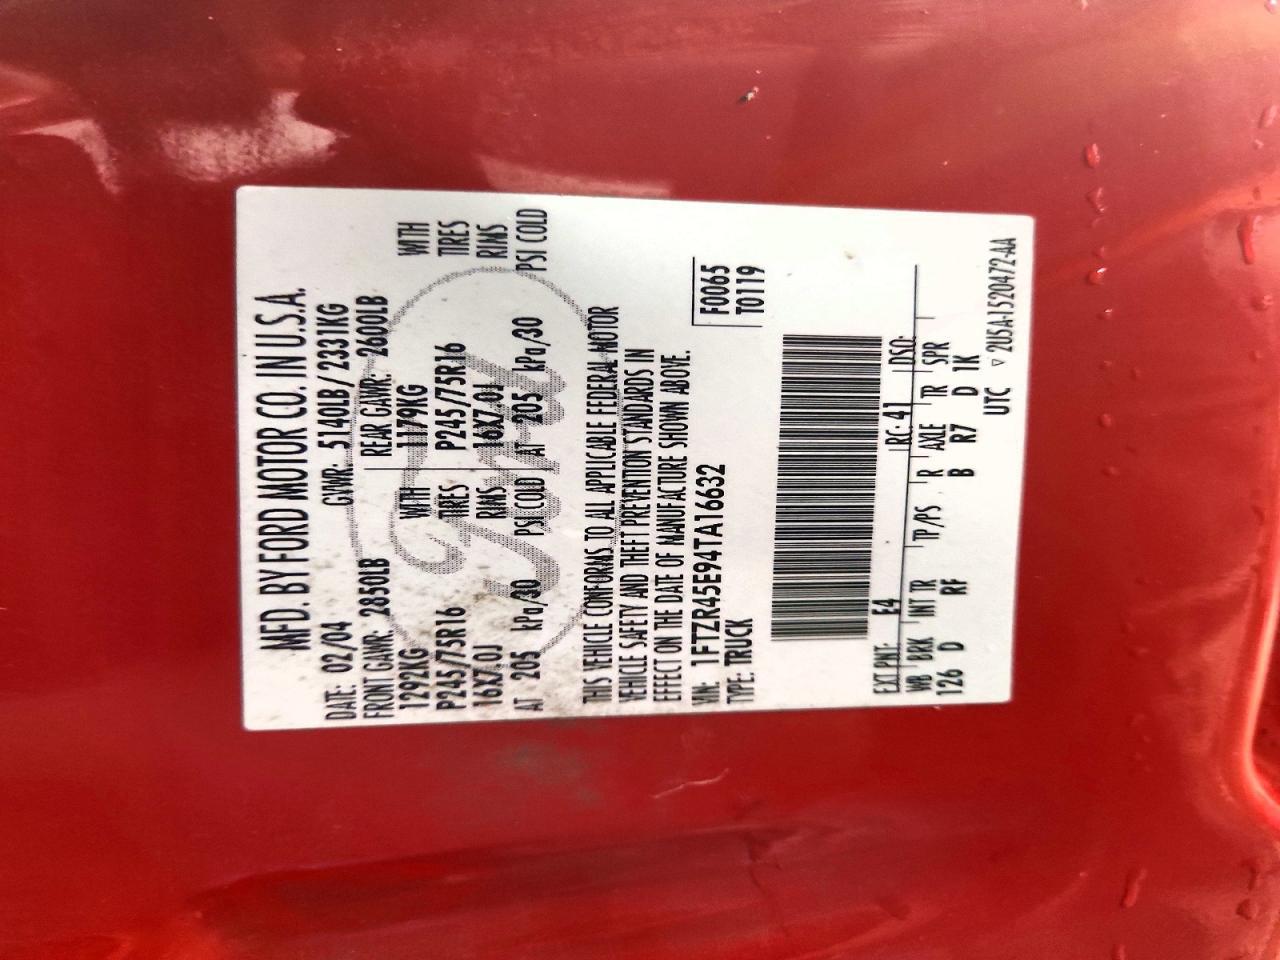 MFD. BY FORD MOTOR CO. IN U.S.A.
DATE: 02/04 GVWR: 5140LB/2331KG
FRONT GAWR: 2850LB REAR GAWR: 2600LB
1292KG WITH 1179KG WITH
P245/75R16 TIRES P245/75R16 TIRES
16X7.0J RIMS 16X7.0J RIMS
AT 205 kPa/30 PSI COLD AT 205 kPa/30 PSI COLD
Ford
THIS VEHICLE CONFORMS TO ALL APPLICABLE FEDERAL MOTOR
VEHICLE SAFETY AND THEFT PREVENTION STANDARDS IN
EFFECT ON THE DATE OF MANUFACTURE SHOWN ABOVE.
VIN: 1FTZR45E94TA16632 F0065
TYPE: TRUCK T0119
EXT PNT: E4 RC: 41 DSO:
WB BRK INT TR TP/PS R AXLE TR SPR
126 D RF B R7 D 1K
UTC ▽ 2U5A-1520472-AA